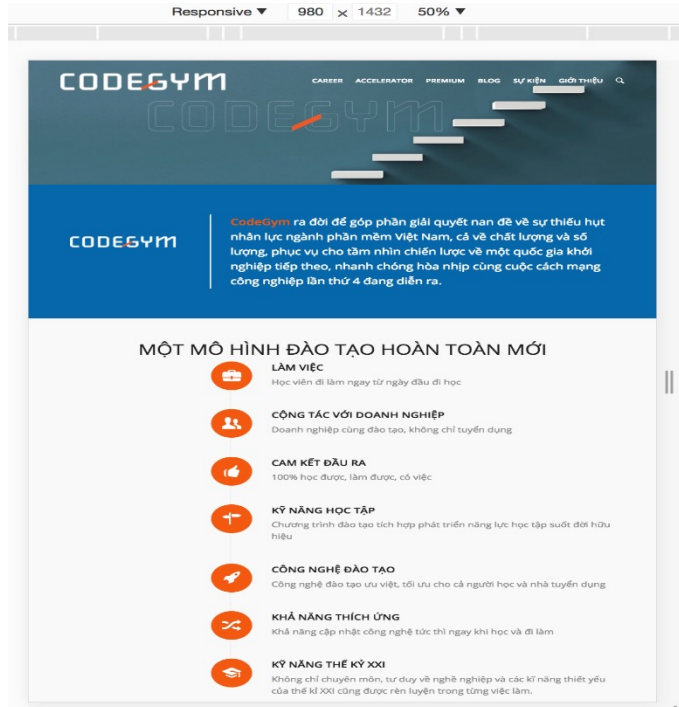 Responsive ▼ 980 × 1432 50% ▼
CODEGYM
CAREER ACCELERATOR PREMIUM BLOG SỰ KIỆN GIỚI THIỆU
CODEGYM
CODEGYM
CodeGym ra đời để góp phần giải quyết nan đề về sự thiếu hụt
nhân lực ngành phần mềm Việt Nam, cả về chất lượng và số
lượng, phục vụ cho tầm nhìn chiến lược về một quốc gia khởi
nghiệp tiếp theo, nhanh chóng hòa nhịp cùng cuộc cách mạng
công nghiệp lần thứ 4 đang diễn ra.
MỘT MÔ HÌNH ĐÀO TẠO HOÀN TOÀN MỚI
LÀM VIỆC
Học viên đi làm ngay từ ngày đầu đi học
CỘNG TÁC VỚI DOANH NGHIỆP
Doanh nghiệp cùng đào tạo, không chỉ tuyển dụng
CAM KẾT ĐẦU RA
100% học được, làm được, có việc
KỸ NĂNG HỌC TẬP
Chương trình đào tạo tích hợp phát triển năng lực học tập suốt đời hữu
hiệu
CÔNG NGHỆ ĐÀO TẠO
Công nghệ đào tạo ưu việt, tối ưu cho cả người học và nhà tuyển dụng
KHẢ NĂNG THÍCH ỨNG
Khả năng cập nhật công nghệ tức thì ngay khi học và đi làm
KỸ NĂNG THẾ KỶ XXI
Không chỉ chuyên môn, tư duy về nghề nghiệp và các kĩ năng thiết yếu
của thế kỉ XXI cũng được rèn luyện trong từng việc làm.